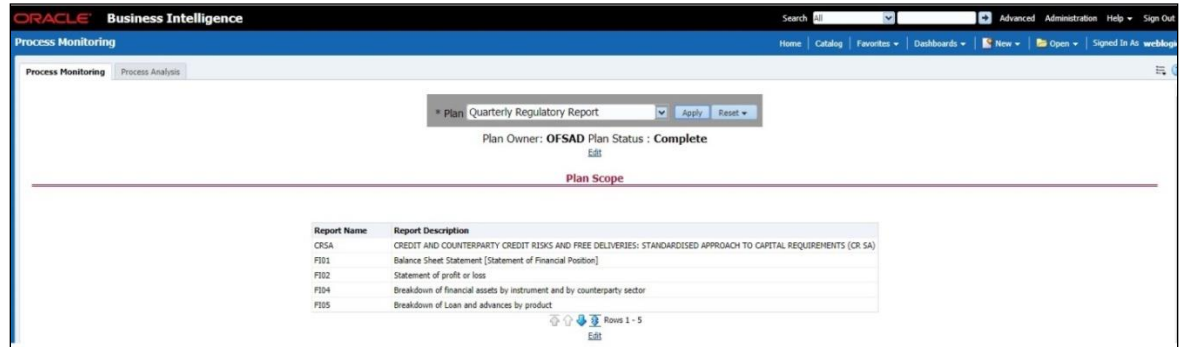 ORACLE Business Intelligence Search All Advanced Administration Help Sign Out
Process Monitoring Home Catalog Favorites Dashboards New Open Signed In As weblogi
Process Monitoring Process Analysis
* Plan Quarterly Regulatory Report Apply Reset
Plan Owner: OFSAD Plan Status : Complete
Edit
Plan Scope
Report Name Report Description
CRSA CREDIT AND COUNTERPARTY CREDIT RISKS AND FREE DELIVERIES: STANDARDISED APPROACH TO CAPITAL REQUIREMENTS (CR SA)
FI01 Balance Sheet Statement [Statement of Financial Position]
FI02 Statement of profit or loss
FI04 Breakdown of financial assets by instrument and by counterparty sector
FI05 Breakdown of Loan and advances by product
Rows 1 - 5
Edit